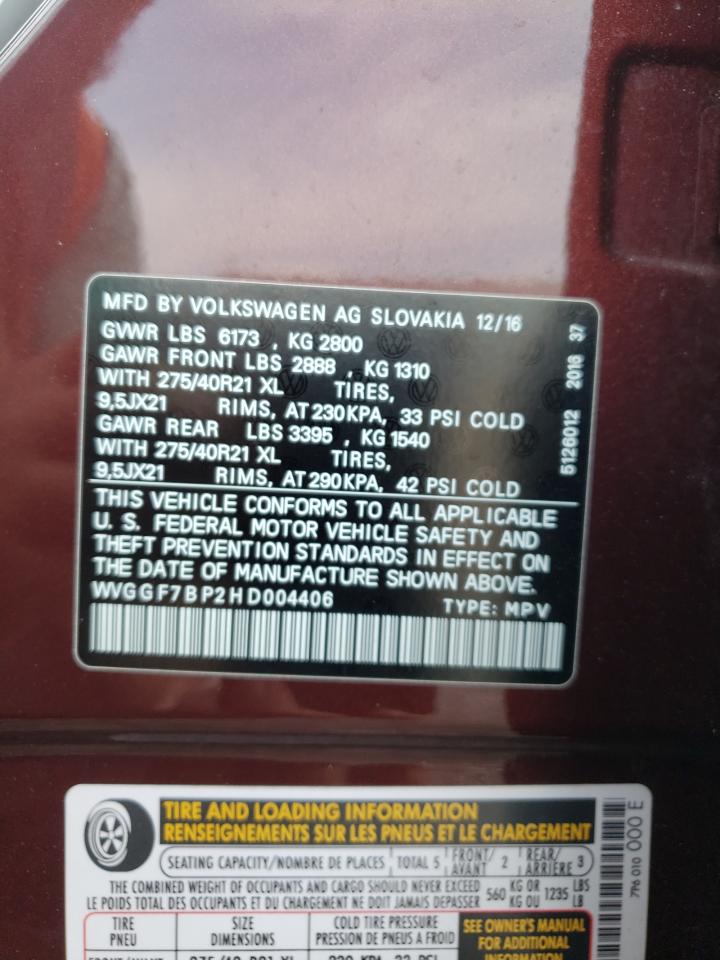 MFD BY VOLKSWAGEN AG SLOVAKIA 12/16
GVWR LBS 6173 , KG 2800
GAWR FRONT LBS 2888 , KG 1310
WITH 275/40R21 XL TIRES,
9,5JX21 RIMS, AT 230KPA, 33 PSI COLD
GAWR REAR LBS 3395 , KG 1540
WITH 275/40R21 XL TIRES,
9,5JX21 RIMS, AT 290KPA, 42 PSI COLD
5126012 2016 37
THIS VEHICLE CONFORMS TO ALL APPLICABLE
U. S. FEDERAL MOTOR VEHICLE SAFETY AND
THEFT PREVENTION STANDARDS IN EFFECT ON
THE DATE OF MANUFACTURE SHOWN ABOVE.
WVGGF7BP2HD004406 TYPE: MPV
TIRE AND LOADING INFORMATION
RENSEIGNEMENTS SUR LES PNEUS ET LE CHARGEMENT
SEATING CAPACITY/NOMBRE DE PLACES TOTAL 5 FRONT/AVANT 2 REAR/ARRIÈRE 3
THE COMBINED WEIGHT OF OCCUPANTS AND CARGO SHOULD NEVER EXCEED 560 KG OR 1235 LBS
LE POIDS TOTAL DES OCCUPANTS ET DU CHARGEMENT NE DOIT JAMAIS DEPASSER KG OU LB
TIRE SIZE COLD TIRE PRESSURE SEE OWNER'S MANUAL
PNEU DIMENSIONS PRESSION DE PNEUS A FROID FOR ADDITIONAL
INFORMATION
7P6 010 000 E